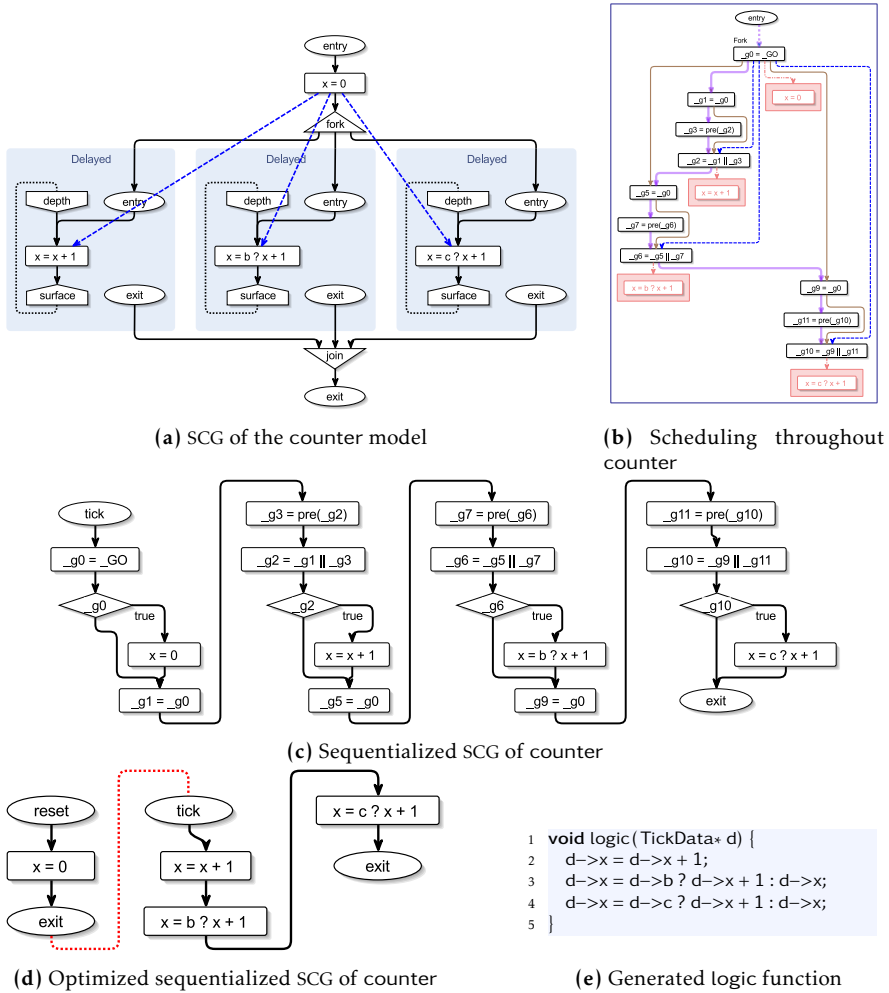 entry
x = 0
fork
Delayed
Delayed
Delayed
depth
entry
depth
entry
depth
entry
x = x + 1
x = b ? x + 1
x = c ? x + 1
surface
exit
surface
exit
surface
exit
join
exit
(a) SCG of the counter model
entry
Fork
_g0 = _GO
x = 0
_g1 = _g0
_g3 = pre(_g2)
_g2 = _g1 || _g3
x = x + 1
_g5 = _g0
_g7 = pre(_g6)
_g6 = _g5 || _g7
x = b ? x + 1
_g9 = _g0
_g11 = pre(_g10)
_g10 = _g9 || _g11
x = c ? x + 1
(b) Scheduling throughout
counter
tick
_g0 = _GO
_g0
true
x = 0
_g1 = _g0
_g3 = pre(_g2)
_g2 = _g1 || _g3
_g2
true
x = x + 1
_g5 = _g0
_g7 = pre(_g6)
_g6 = _g5 || _g7
_g6
true
x = b ? x + 1
_g9 = _g0
_g11 = pre(_g10)
_g10 = _g9 || _g11
_g10
true
x = c ? x + 1
exit
(c) Sequentialized SCG of counter
reset
x = 0
exit
tick
x = x + 1
x = b ? x + 1
x = c ? x + 1
exit
(d) Optimized sequentialized SCG of counter
1 void logic(TickData* d) {
2 d->x = d->x + 1;
3 d->x = d->b ? d->x + 1 : d->x;
4 d->x = d->c ? d->x + 1 : d->x;
5 }
(e) Generated logic function